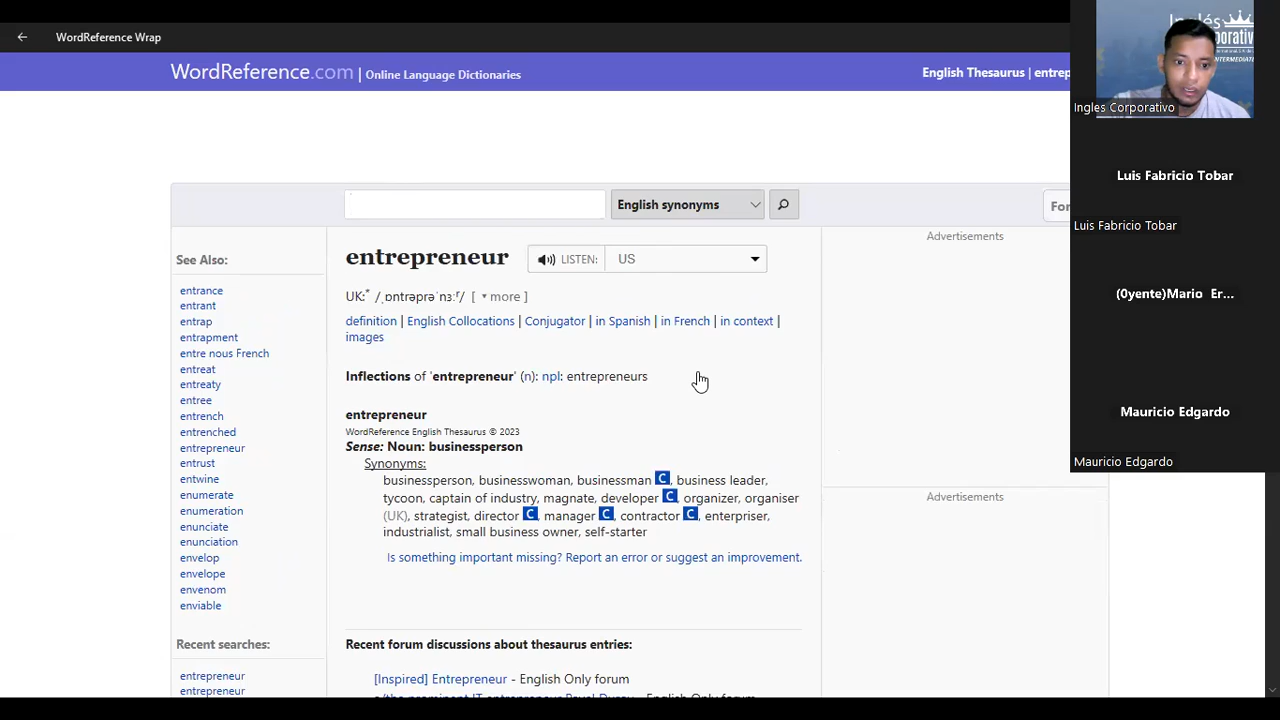 WordReference Wrap
WordReference.com | Online Language Dictionaries
English Thesaurus |
English synonyms
See Also:
entrance
entrant
entrap
entrapment
entre nous French
entreat
entreaty
entree
entrench
entrenched
entrepreneur
entrust
entwine
enumerate
enumeration
enunciate
enunciation
envelop
envelope
envenom
enviable
Recent searches:
entrepreneur
entrepreneur
entrepreneur
LISTEN:
US
UK:* /ˌɒntrəprəˈnɜːʳ/ [ ▾ more ]
definition | English Collocations | Conjugator | in Spanish | in French | in context |
images
Inflections of 'entrepreneur' (n): npl: entrepreneurs
entrepreneur
WordReference English Thesaurus © 2023
Sense: Noun: businessperson
Synonyms:
businessperson, businesswoman, businessman C, business leader,
tycoon, captain of industry, magnate, developer C, organizer, organiser
(UK), strategist, director C, manager C, contractor C, enterpriser,
industrialist, small business owner, self-starter
Is something important missing? Report an error or suggest an improvement.
Recent forum discussions about thesaurus entries:
[Inspired] Entrepreneur - English Only forum
Advertisements
Advertisements
Inglés
INTERMEDIATE
Ingles Corporativo
Luis Fabricio Tobar
Luis Fabricio Tobar
(0yente)Mario Er...
Mauricio Edgardo
Mauricio Edgardo